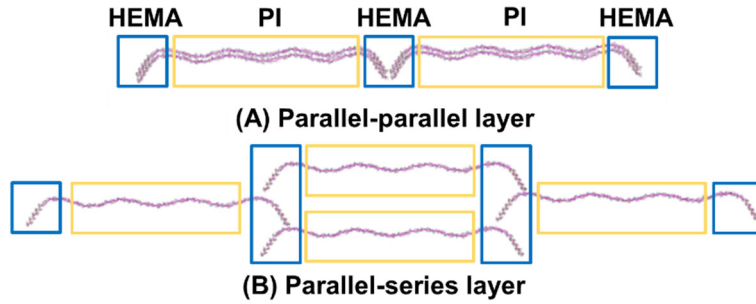 HEMA PI HEMA PI HEMA
(A) Parallel-parallel layer
(B) Parallel-series layer